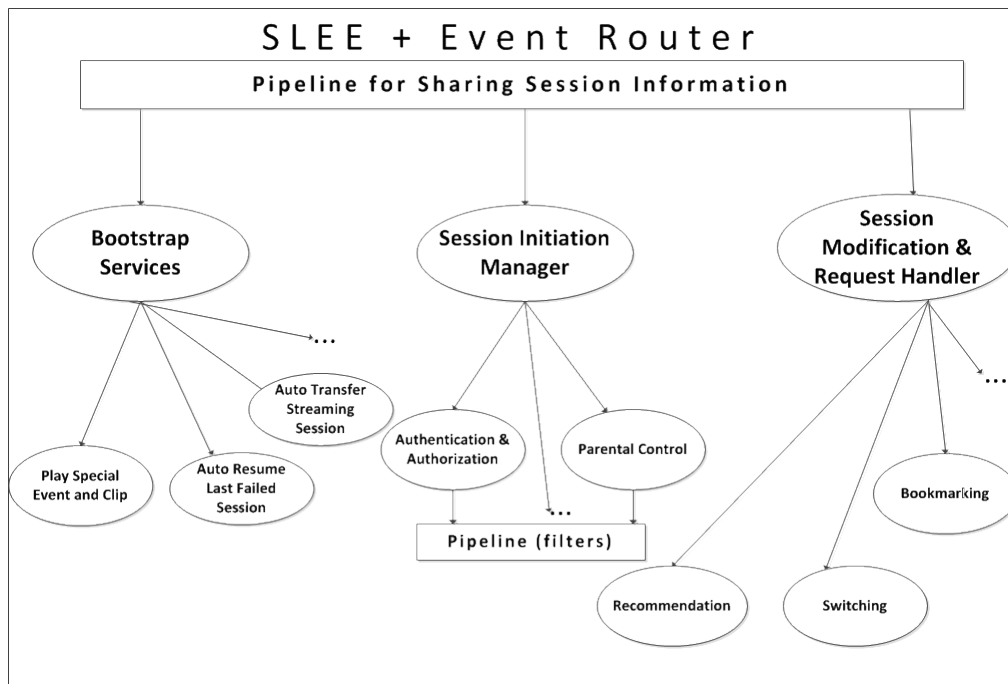 SLEE + Event Router
Pipeline for Sharing Session Information
Bootstrap
Services
Session Initiation
Manager
Session
Modification &
Request Handler
...
Auto Transfer
Streaming
Session
Play Special
Event and Clip
Auto Resume
Last Failed
Session
Authentication &
Authorization
...
Parental Control
Pipeline (filters)
...
Bookmarking
Recommendation
Switching